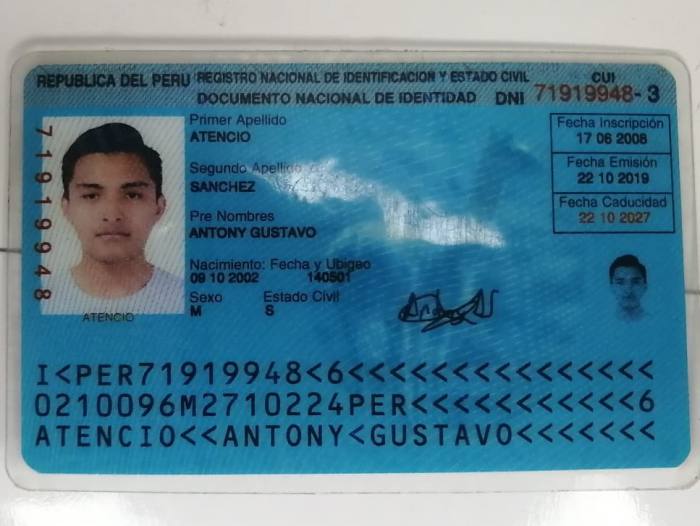 REPUBLICA DEL PERU REGISTRO NACIONAL DE IDENTIFICACION Y ESTADO CIVIL CUI
DOCUMENTO NACIONAL DE IDENTIDAD DNI 71919948-3
Primer Apellido
ATENCIO
Segundo Apellido
SANCHEZ
Pre Nombres
ANTONY GUSTAVO
Nacimiento: Fecha y Ubigeo
09 10 2002 140501
Sexo Estado Civil
M S
Fecha Inscripción
17 06 2008
Fecha Emisión
22 10 2019
Fecha Caducidad
22 10 2027
71919948
ATENCIO
I<PER71919948<6<<<<<<<<<<<<<<<
0210096M2710224PER<<<<<<<<<<<6
ATENCIO<<ANTONY<GUSTAVO<<<<<<<